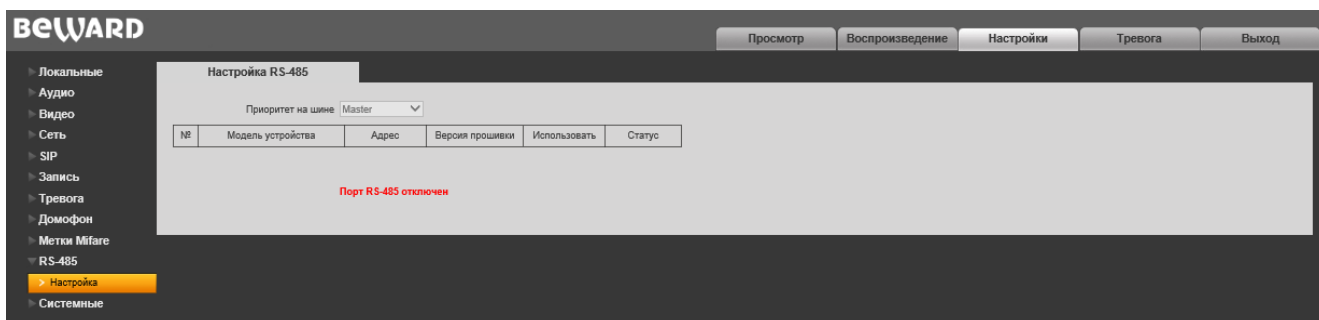 BEWARD
Просмотр Воспроизведение Настройки Тревога Выход
Локальные
Аудио
Видео
Сеть
SIP
Запись
Тревога
Домофон
Метки Mifare
RS-485
> Настройка
Системные
Настройка RS-485
Приоритет на шине Master
№ Модель устройства Адрес Версия прошивки Использовать Статус
Порт RS-485 отключен